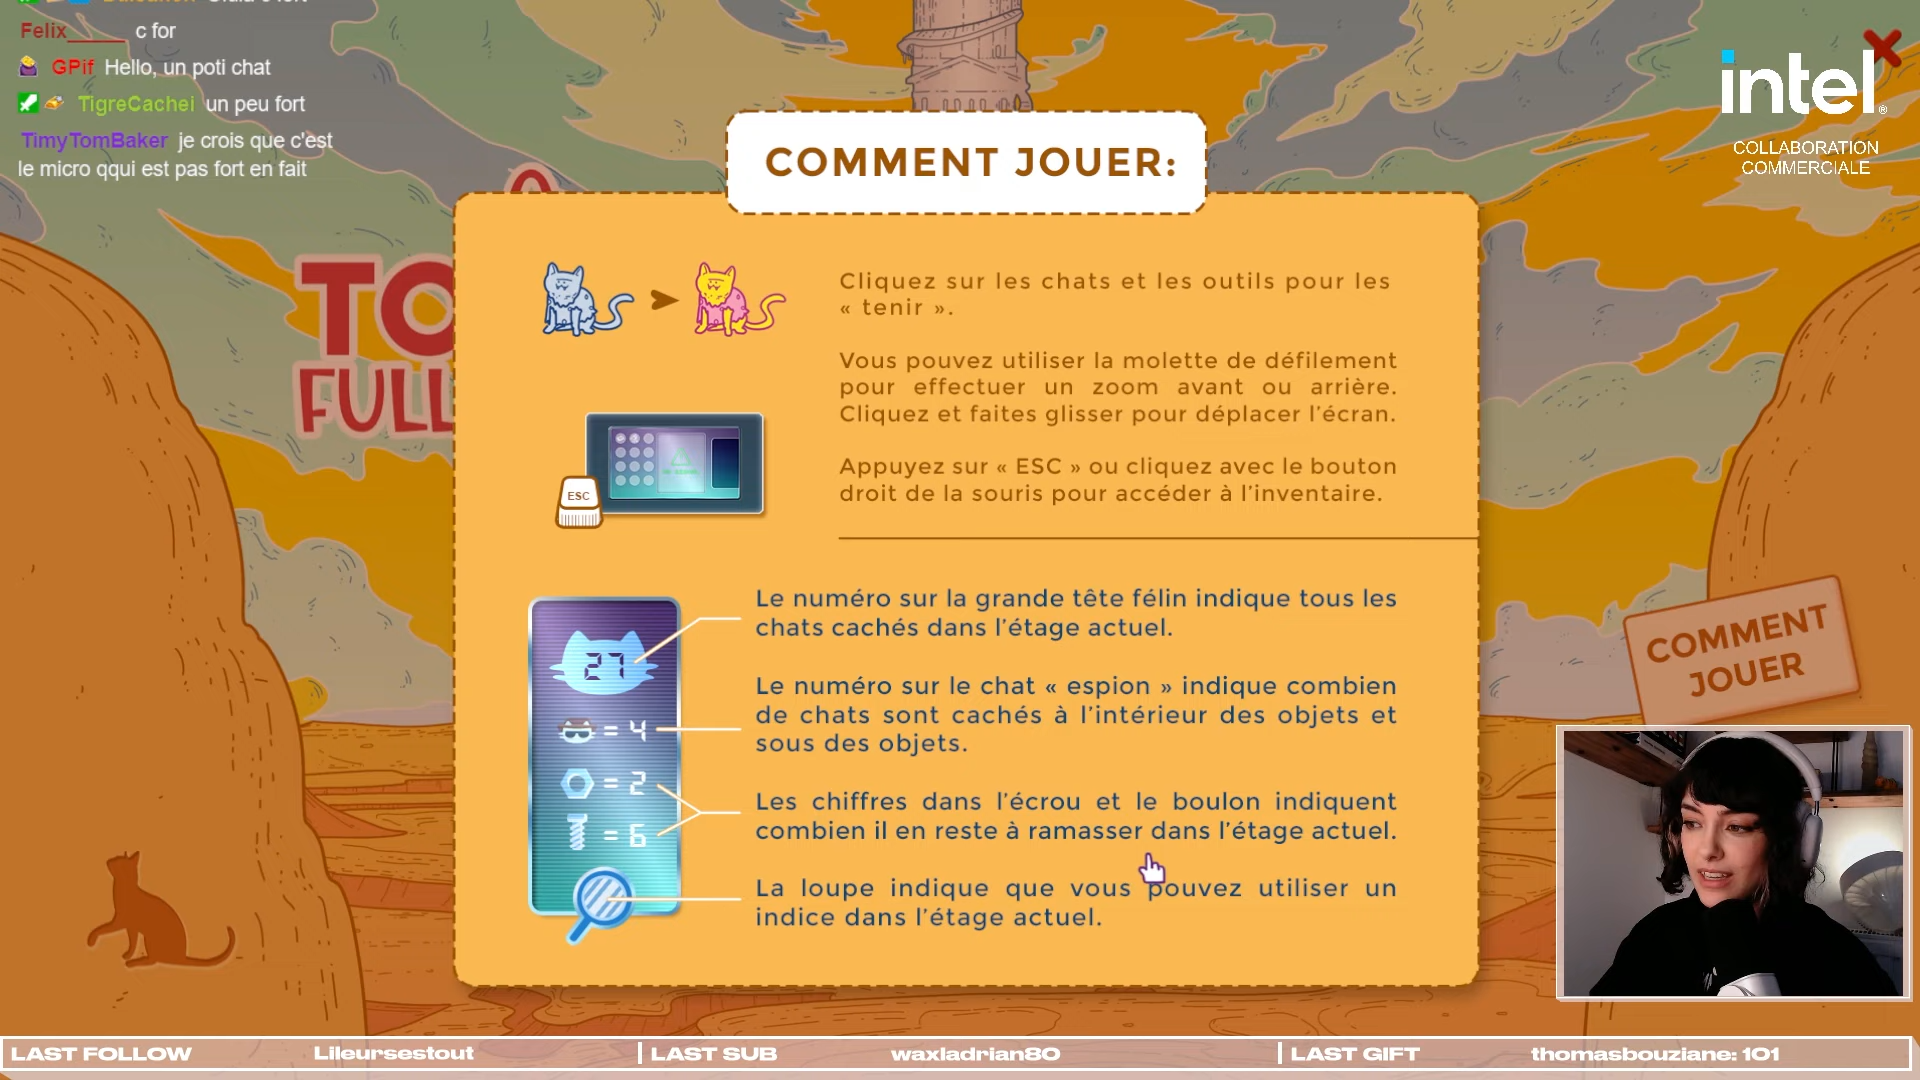 Felix_____ c for
GPif Hello, un poti chat
TigreCachei un peu fort
TimyTomBaker je crois que c'est
le micro qqui est pas fort en fait
intel
COLLABORATION
COMMERCIALE
COMMENT JOUER:
TO
FULL
Cliquez sur les chats et les outils pour les
« tenir ».
Vous pouvez utiliser la molette de défilement
pour effectuer un zoom avant ou arrière.
Cliquez et faites glisser pour déplacer l'écran.
Appuyez sur « ESC » ou cliquez avec le bouton
droit de la souris pour accéder à l'inventaire.
ESC
Le numéro sur la grande tête félin indique tous les
chats cachés dans l'étage actuel.
27
Le numéro sur le chat « espion » indique combien
de chats sont cachés à l'intérieur des objets et
sous des objets.
= 4
= 2
= 6
Les chiffres dans l'écrou et le boulon indiquent
combien il en reste à ramasser dans l'étage actuel.
La loupe indique que vous pouvez utiliser un
indice dans l'étage actuel.
COMMENT
JOUER
LAST FOLLOW Lileursestout LAST SUB waxladrian80 LAST GIFT thomasbouziane: 101